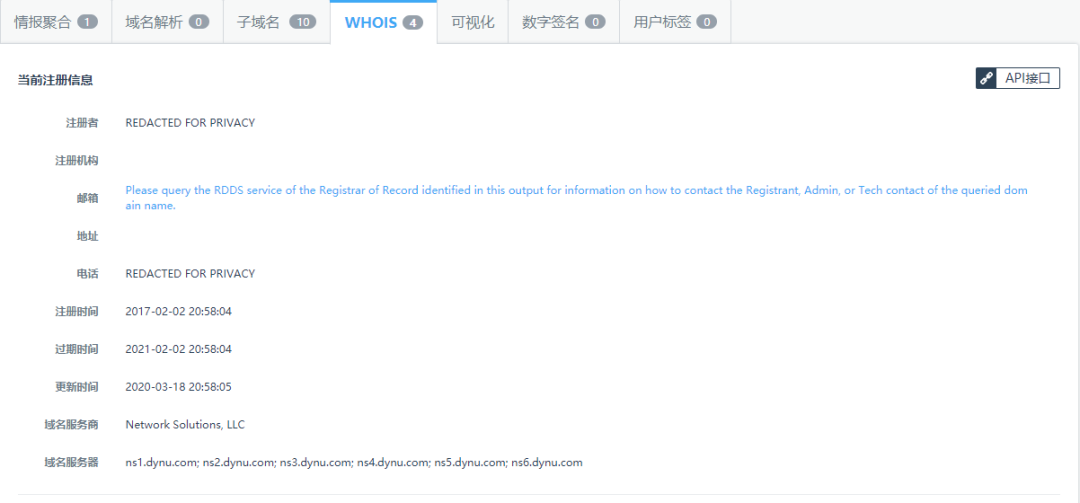 情报聚合 1 域名解析 0 子域名 10 WHOIS 4 可视化 数字签名 0 用户标签 0
当前注册信息 API接口
注册者 REDACTED FOR PRIVACY
注册机构
邮箱 Please query the RDDS service of the Registrar of Record identified in this output for information on how to contact the Registrant, Admin, or Tech contact of the queried dom
ain name.
地址
电话 REDACTED FOR PRIVACY
注册时间 2017-02-02 20:58:04
过期时间 2021-02-02 20:58:04
更新时间 2020-03-18 20:58:05
域名服务商 Network Solutions, LLC
域名服务器 ns1.dynu.com; ns2.dynu.com; ns3.dynu.com; ns4.dynu.com; ns5.dynu.com; ns6.dynu.com